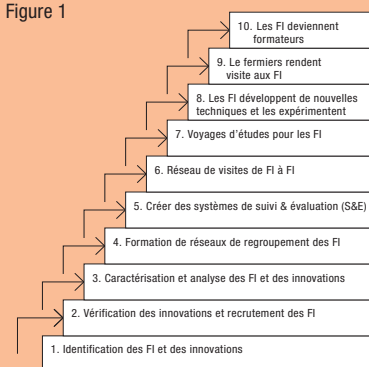 Figure 1
10. Les FI deviennent
formateurs
9. Le fermiers rendent
visite aux FI
8. Les FI développent de nouvelles
techniques et les expérimentent
7. Voyages d'études pour les FI
6. Réseau de visites de FI à FI
5. Créer des systèmes de suivi & évaluation (S&E)
4. Formation de réseaux de regroupement des FI
3. Caractérisation et analyse des FI et des innovations
2. Vérification des innovations et recrutement des FI
1. Identification des FI et des innovations